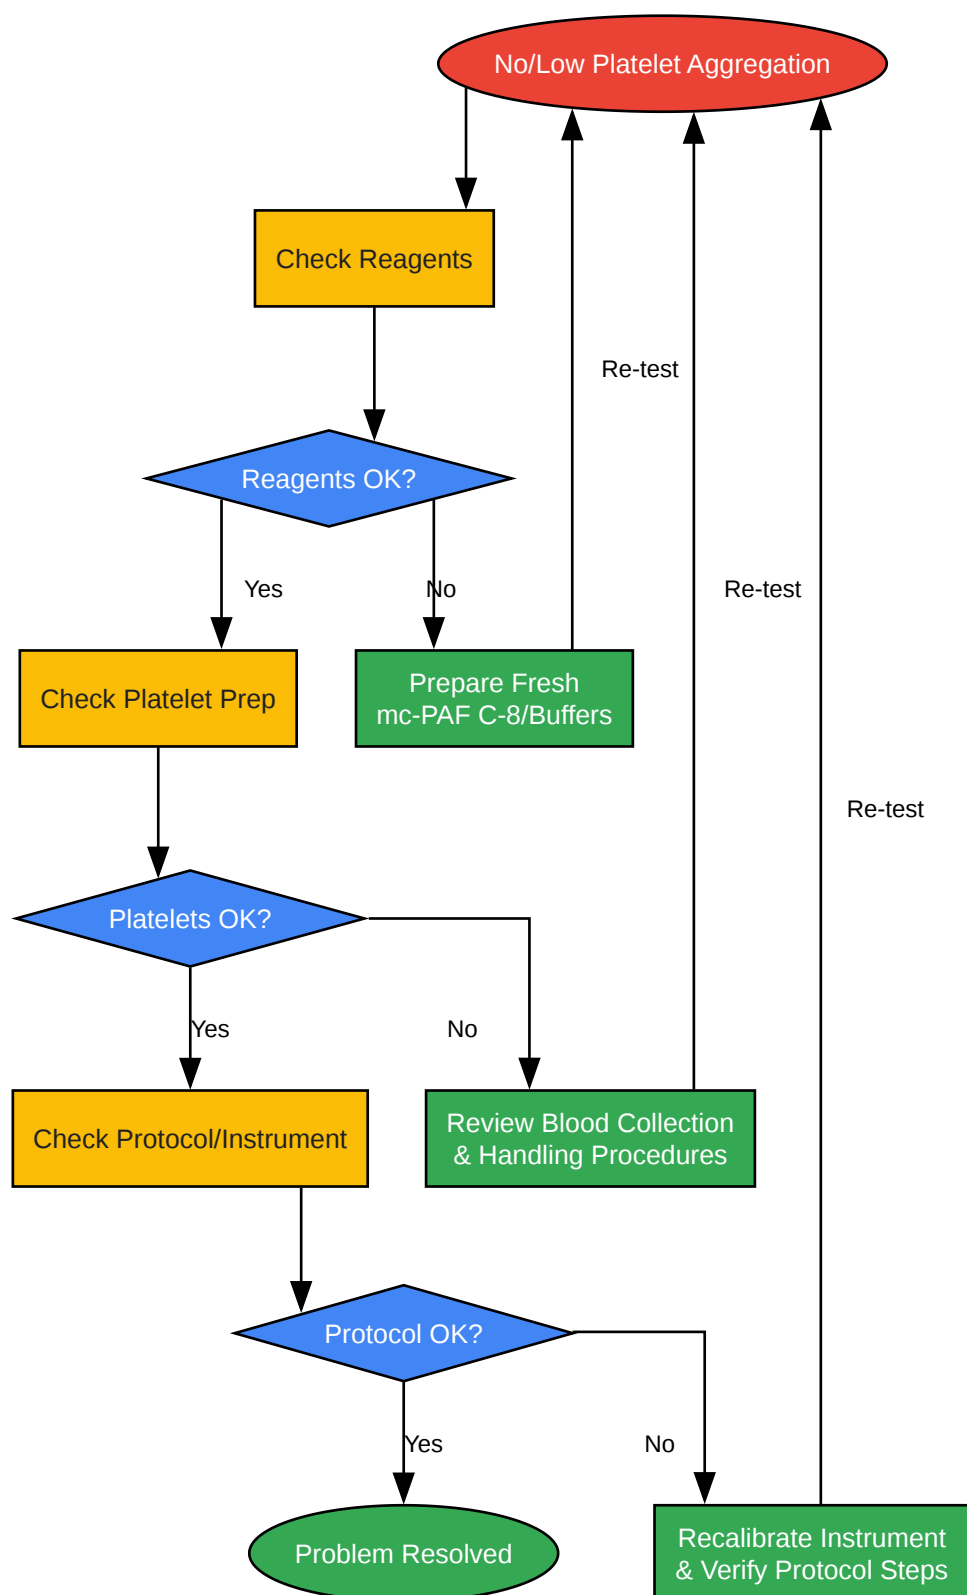 No/Low Platelet Aggregation
Check Reagents
Re-test
Reagents OK?
Yes
No
Re-test
Check Platelet Prep
Prepare Fresh
mc-PAF C-8/Buffers
Re-test
Platelets OK?
Yes
No
Check Protocol/Instrument
Review Blood Collection
& Handling Procedures
Protocol OK?
Yes
No
Problem Resolved
Recalibrate Instrument
& Verify Protocol Steps